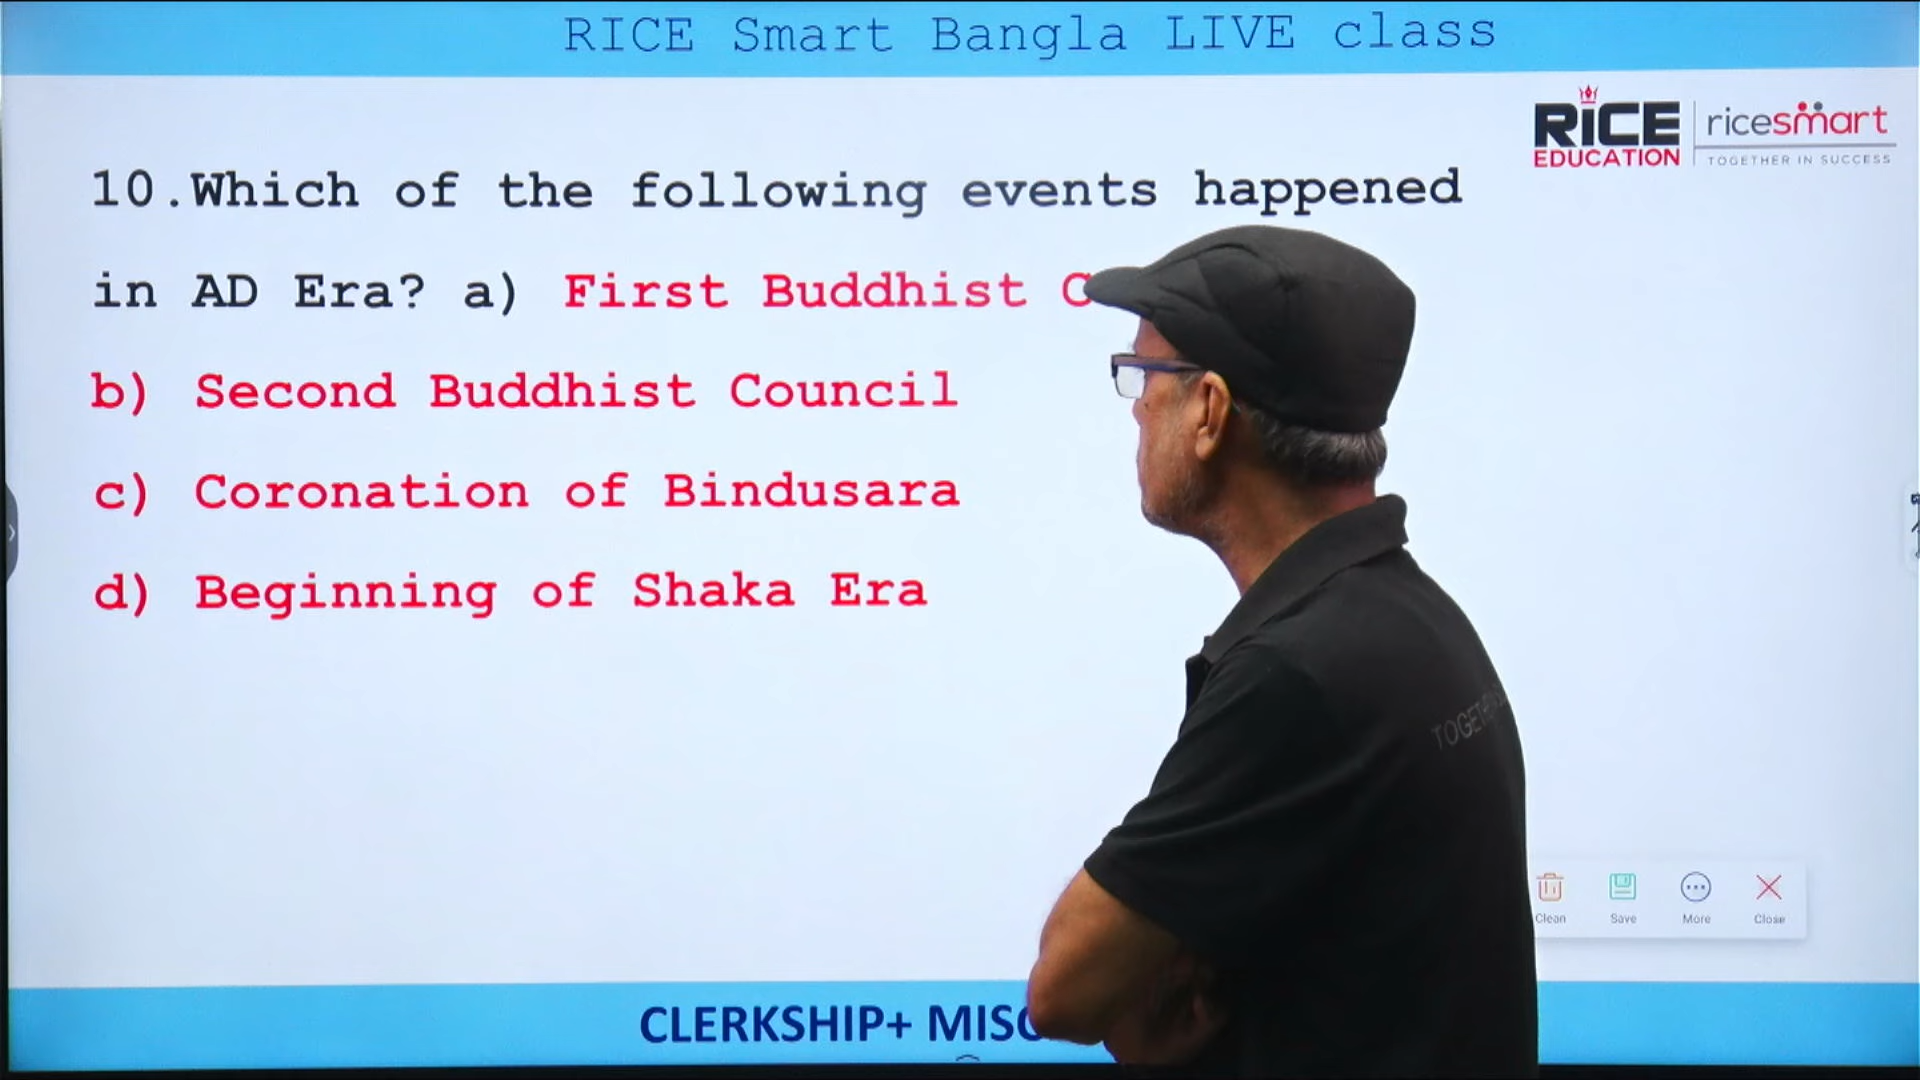 RICE Smart Bangla LIVE class
RiCE
EDUCATION
ricesmart
TOGETHER IN SUCCESS
10.Which of the following events happened
in AD Era? a) First Buddhist
b) Second Buddhist Council
c) Coronation of Bindusara
d) Beginning of Shaka Era
Clean Save More Close
CLERKSHIP+